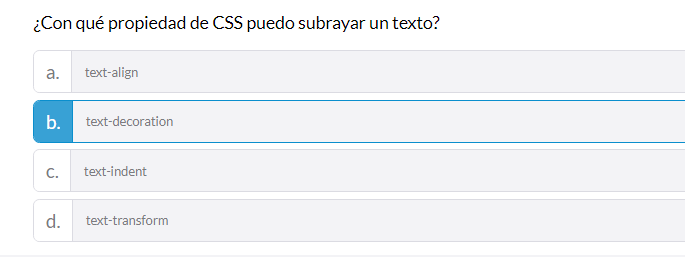 ¿Con qué propiedad de CSS puedo subrayar un texto?
a. text-align
b. text-decoration
c. text-indent
d. text-transform